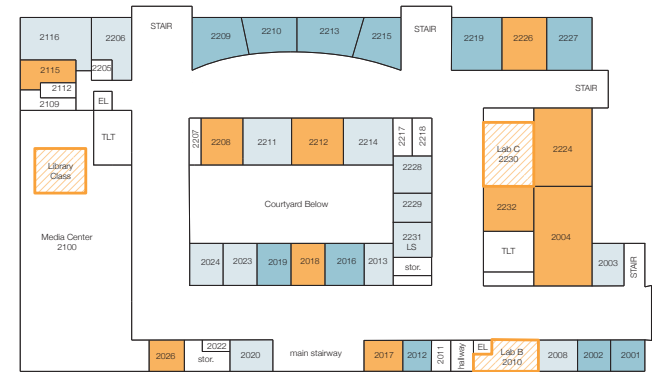 STAIR
2116
2206
2209
2210
2213
2215
STAIR
2219
2226
2227
2115
2205
2112
2109
EL
STAIR
TLT
2207
2208
2211
2212
2214
2217
2218
Lab C
2230
2224
Library
Class
2228
2229
Courtyard Below
2232
Media Center
2100
2231
LS
TLT
2004
2024
2023
2019
2018
2016
2013
stor.
2003
STAIR
2026
2022
stor.
2020
main stairway
2017
2012
2011
hallway
EL
Lab B
2010
2008
2002
2001